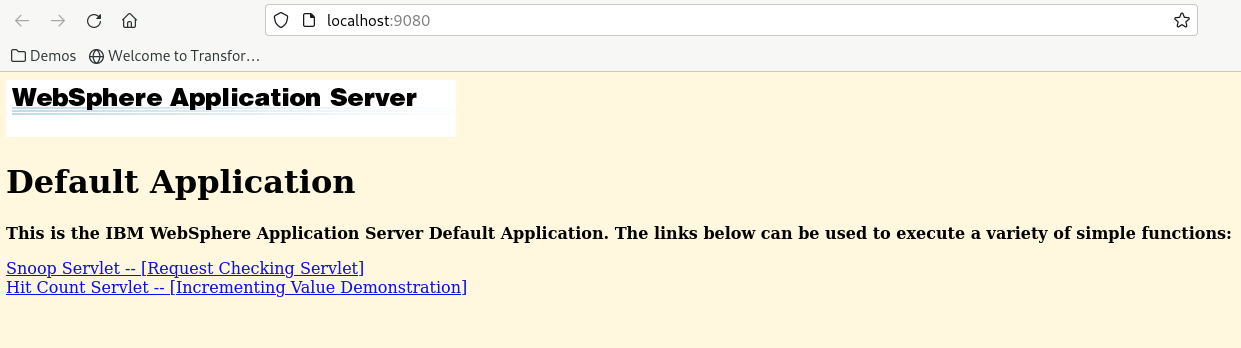 localhost:9080
Demos Welcome to Transfor...
WebSphere Application Server
Default Application
This is the IBM WebSphere Application Server Default Application. The links below can be used to execute a variety of simple functions:
Snoop Servlet -- [Request Checking Servlet]
Hit Count Servlet -- [Incrementing Value Demonstration]